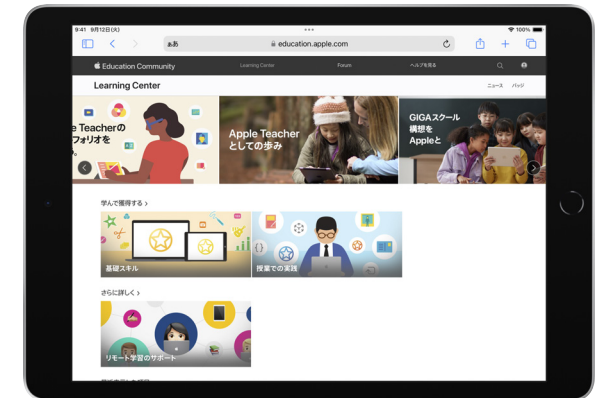 9:41 9月12日(火)
100%
ぁあ
education.apple.com
Education Community
Learning Center
Forum
ヘルプを見る
Learning Center
ニュース
バッジ
e Teacherの
フォリオを
Apple Teacher
としての歩み
GIGAスクール
構想を
Appleと
学んで獲得する >
基礎スキル
授業での実践
さらに詳しく >
リモート学習のサポート